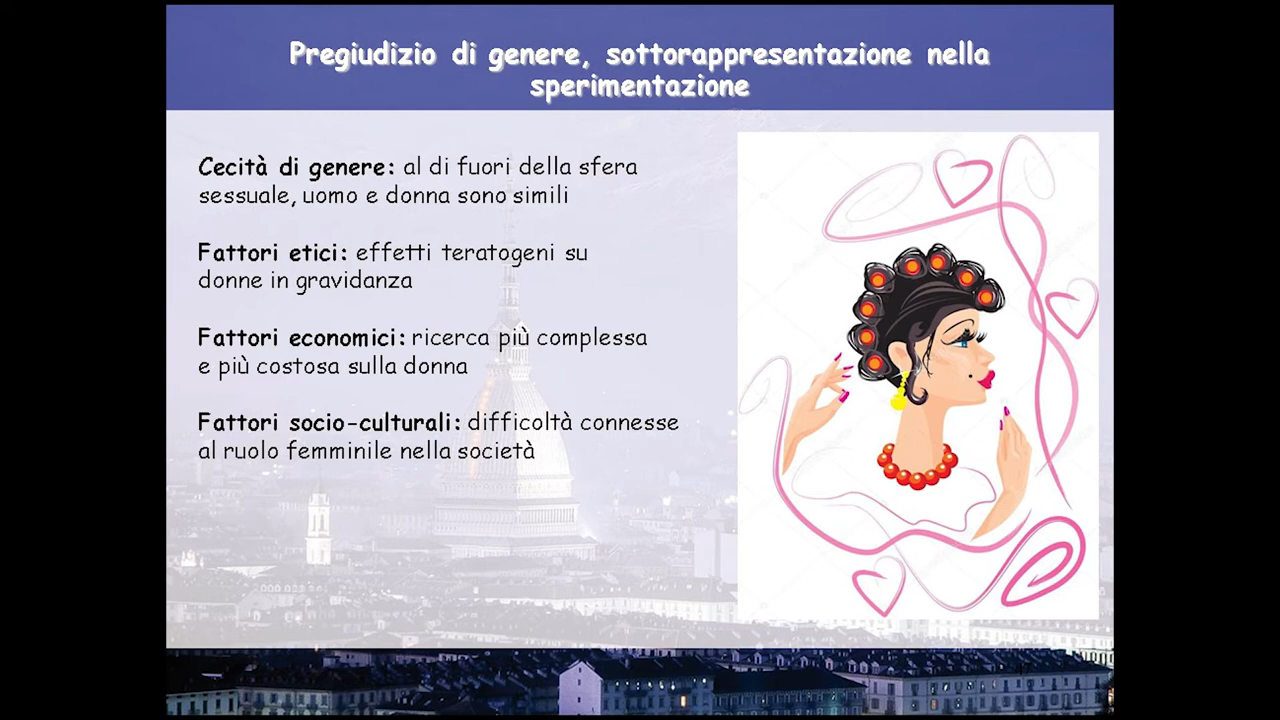 Pregiudizio di genere, sottorappresentazione nella
sperimentazione
Cecità di genere: al di fuori della sfera
sessuale, uomo e donna sono simili
Fattori etici: effetti teratogeni su
donne in gravidanza
Fattori economici: ricerca più complessa
e più costosa sulla donna
Fattori socio-culturali: difficoltà connesse
al ruolo femminile nella società